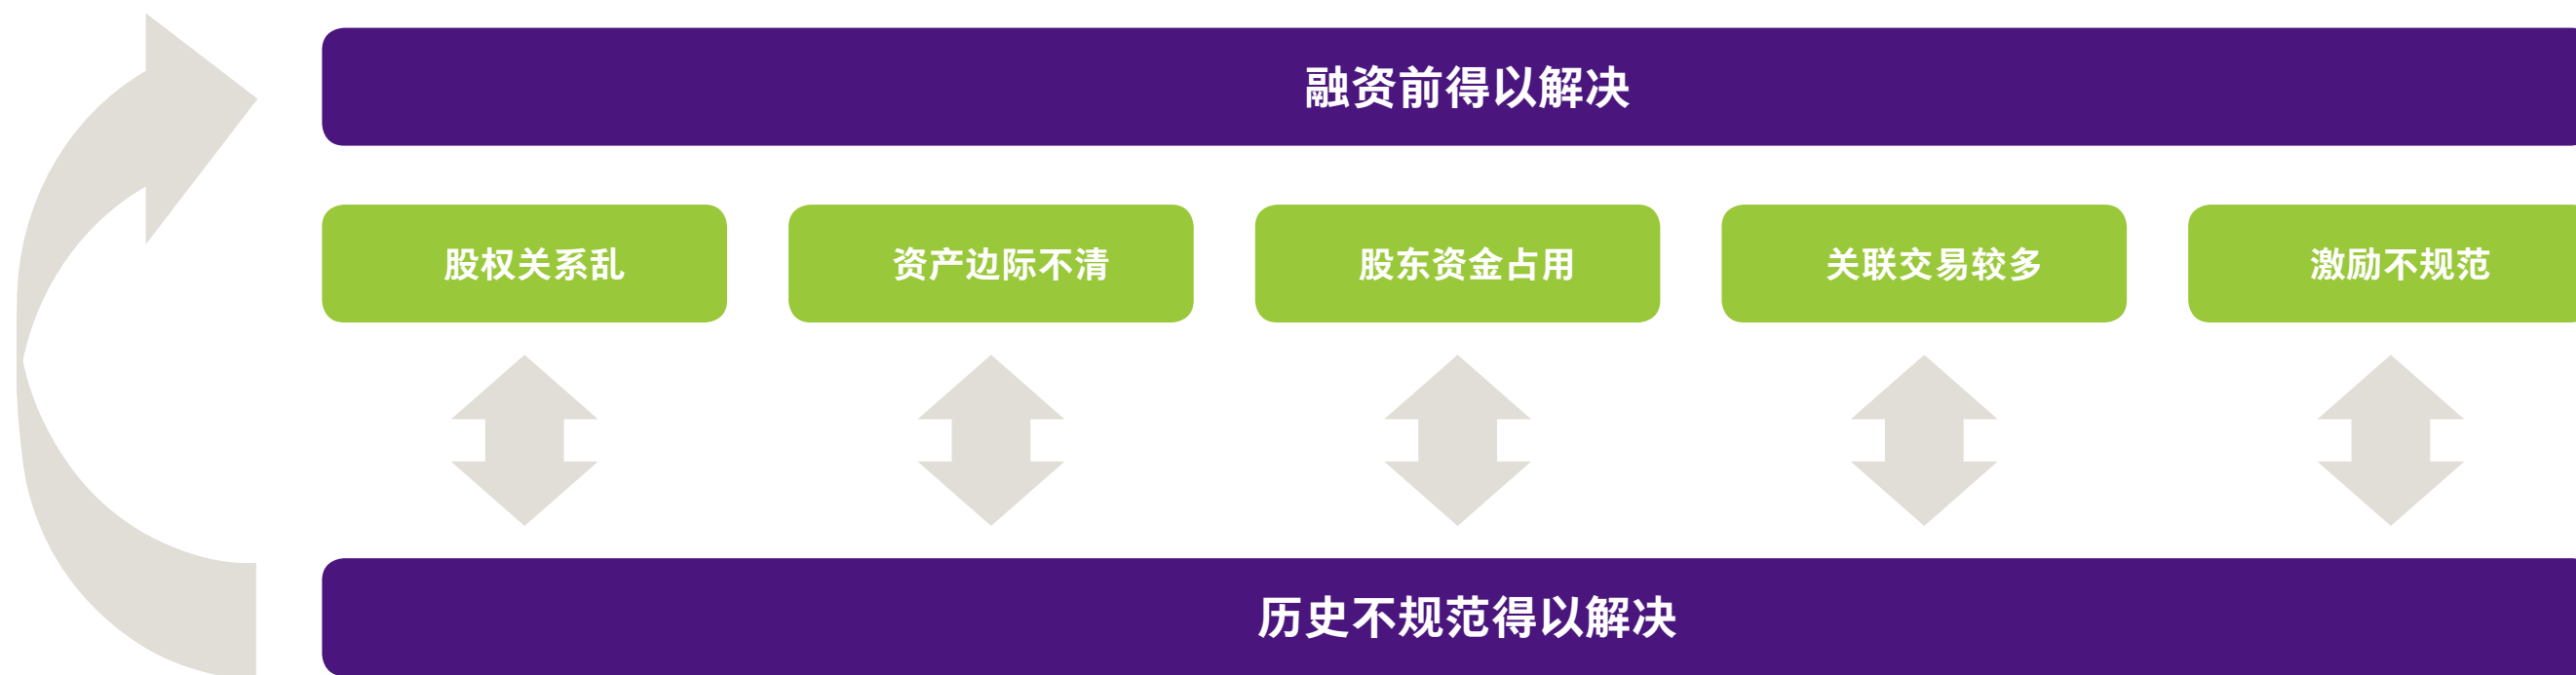 融资前得以解决
股权关系乱
资产边际不清
股东资金占用
关联交易较多
激励不规范
历史不规范得以解决